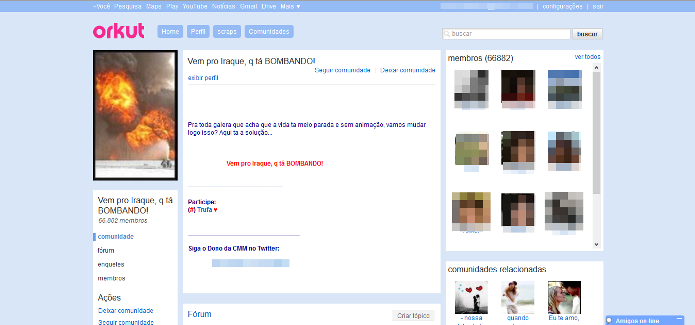 +Você Pesquisa Maps Play YouTube Notícias Gmail Drive Mais ▾
| configurações | sair
orkut
Home
Perfil
scraps
Comunidades
buscar
buscar
Vem pro Iraque, q tá BOMBANDO!
Seguir comunidade
Deixar comunidade
exibir perfil
Pra toda galera que acha que a vida ta meio parada e sem animação, vamos mudar
logo isso? Aqui ta a solução...
Vem pro Iraque, q tá BOMBANDO!
Participe:
(#) Trufa ♥
Siga o Dono da CMM no Twitter:
Fórum
Criar tópico
Vem pro Iraque, q tá
BOMBANDO!
66.882 membros
comunidade
fórum
enquetes
membros
Ações
Deixar comunidade
Seguir comunidade
membros (66882)
ver todos
comunidades relacionadas
- nossa
quando
Eu te amo,
Amigos on line